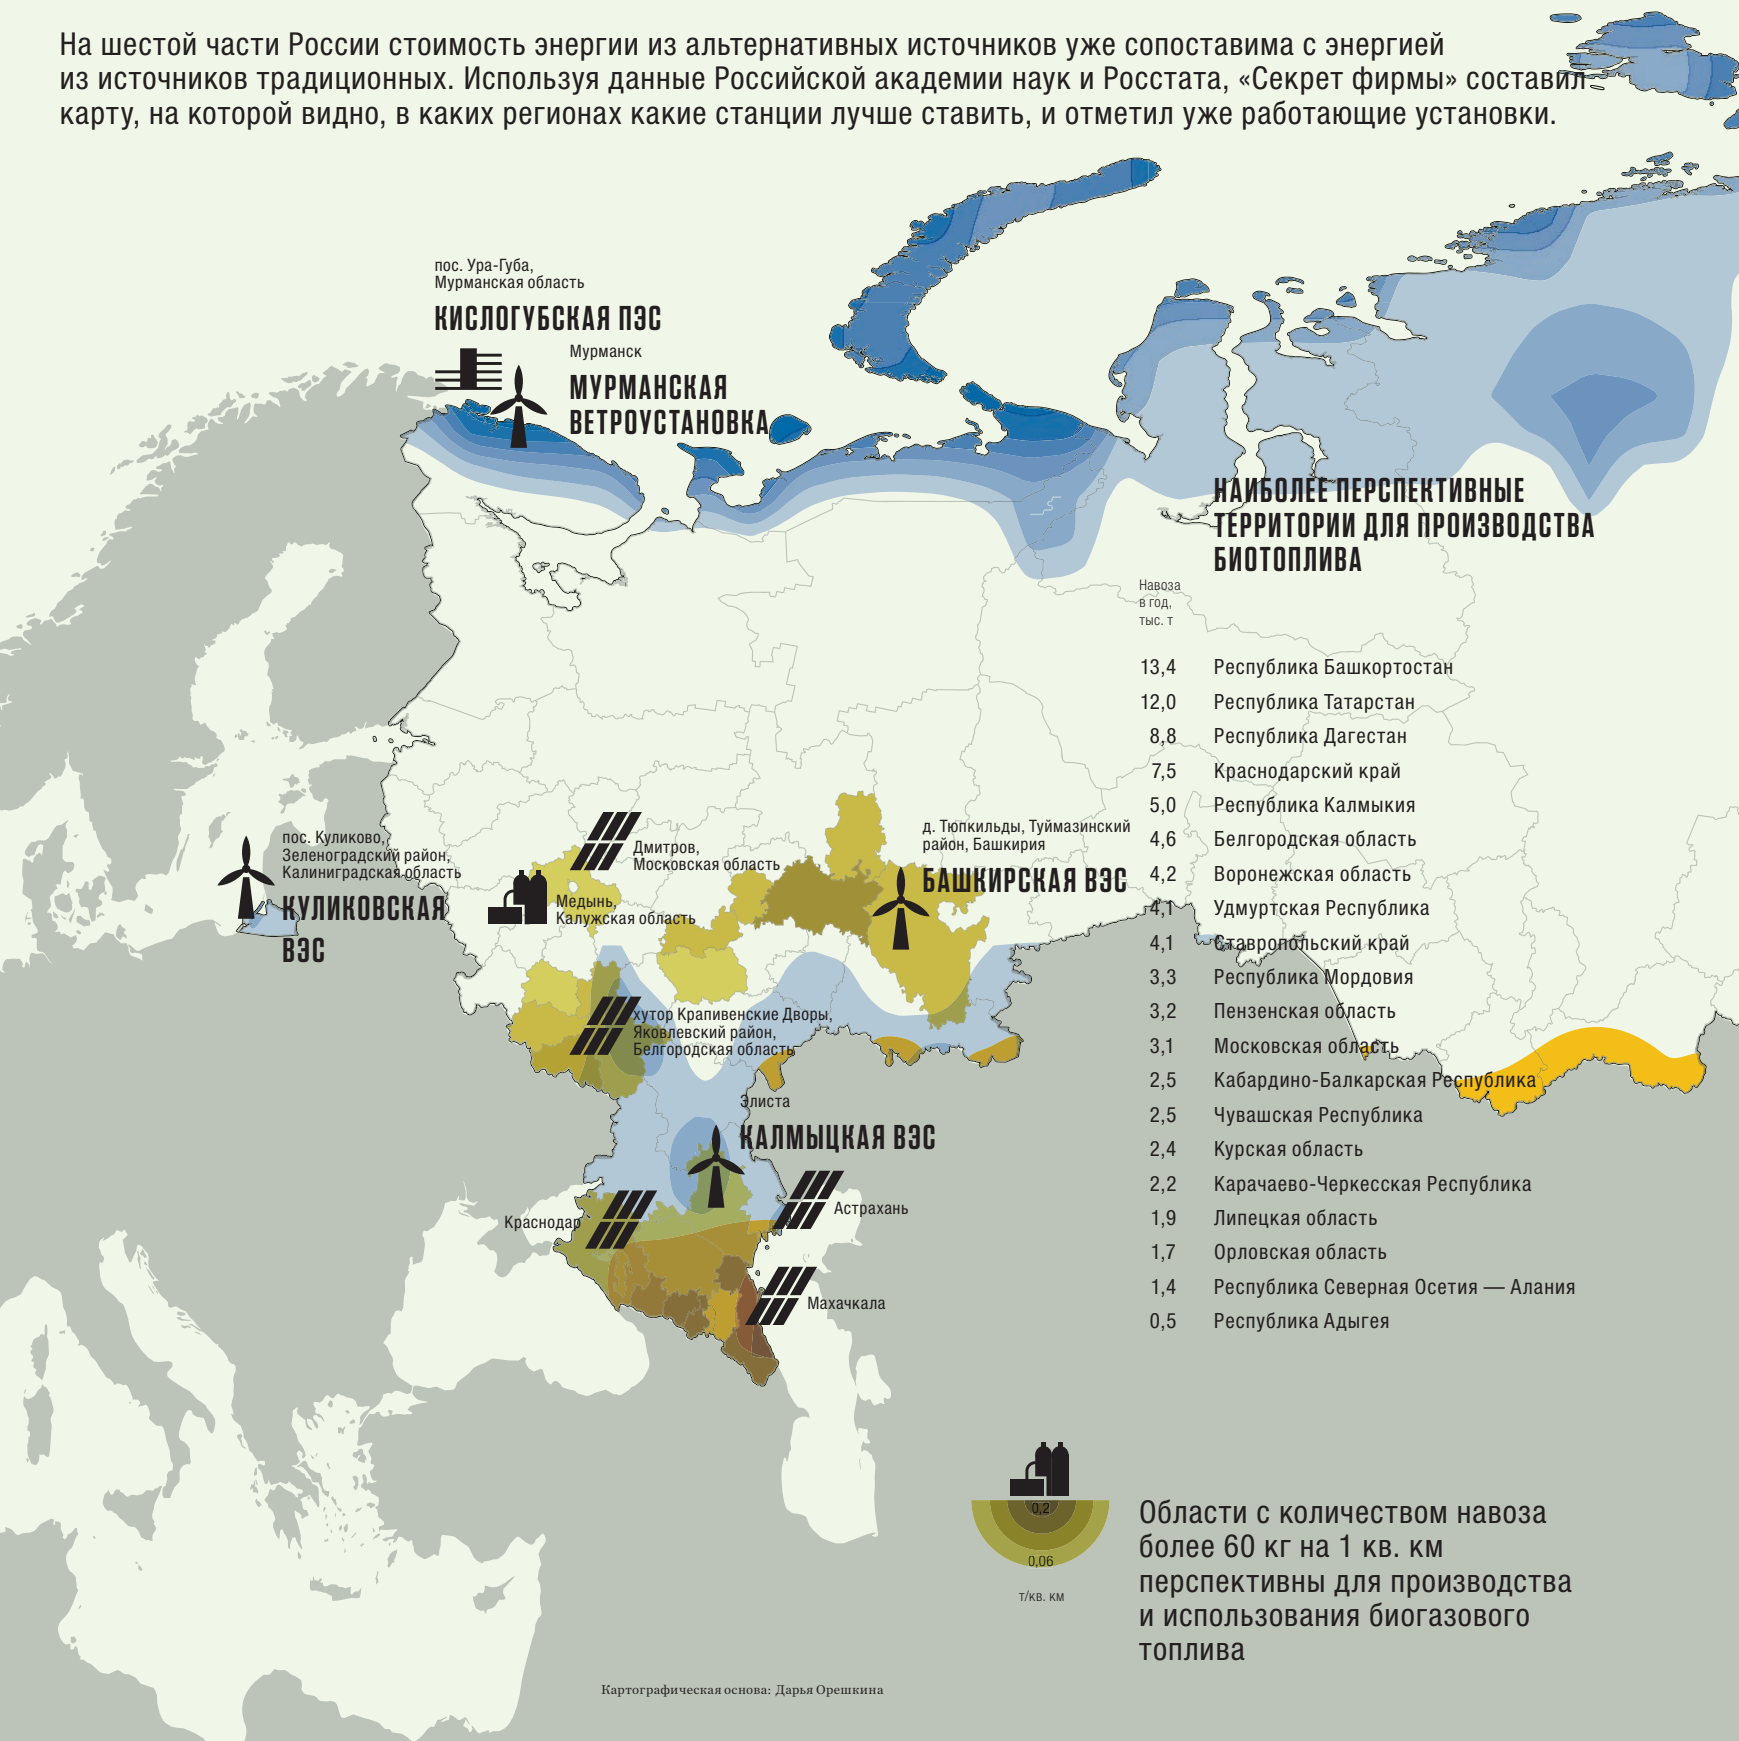 На шестой части России стоимость энергии из альтернативных источников уже сопоставима с энергией
из источников традиционных. Используя данные Российской академии наук и Росстата, «Секрет фирмы» составил
карту, на которой видно, в каких регионах какие станции лучше ставить, и отметил уже работающие установки.
пос. Ура-Губа,
Мурманская область
КИСЛОГУБСКАЯ ПЭС
Мурманск
МУРМАНСКАЯ
ВЕТРОУСТАНОВКА
НАИБОЛЕЕ ПЕРСПЕКТИВНЫЕ
ТЕРРИТОРИИ ДЛЯ ПРОИЗВОДСТВА
БИОТОПЛИВА
Навоза
в год,
тыс. т
13,4 Республика Башкортостан
12,0 Республика Татарстан
8,8 Республика Дагестан
7,5 Краснодарский край
5,0 Республика Калмыкия
4,6 Белгородская область
4,2 Воронежская область
4,1 Удмуртская Республика
4,1 Ставропольский край
3,3 Республика Мордовия
3,2 Пензенская область
3,1 Московская область
2,5 Кабардино-Балкарская Республика
2,5 Чувашская Республика
2,4 Курская область
2,2 Карачаево-Черкесская Республика
1,9 Липецкая область
1,7 Орловская область
1,4 Республика Северная Осетия — Алания
0,5 Республика Адыгея
пос. Куликово,
Зеленоградский район,
Калиниградская область
КУЛИКОВСКАЯ
ВЭС
Дмитров,
Московская область
Медынь,
Калужская область
д. Тюпкильды, Туймазинский
район, Башкирия
БАШКИРСКАЯ ВЭС
хутор Крапивенские Дворы,
Яковлевский район,
Белгородская область
Элиста
КАЛМЫЦКАЯ ВЭС
Краснодар
Астрахань
Махачкала
0,2
0,06
т/кв. км
Области с количеством навоза
более 60 кг на 1 кв. км
перспективны для производства
и использования биогазового
топлива
Картографическая основа: Дарья Орешкина